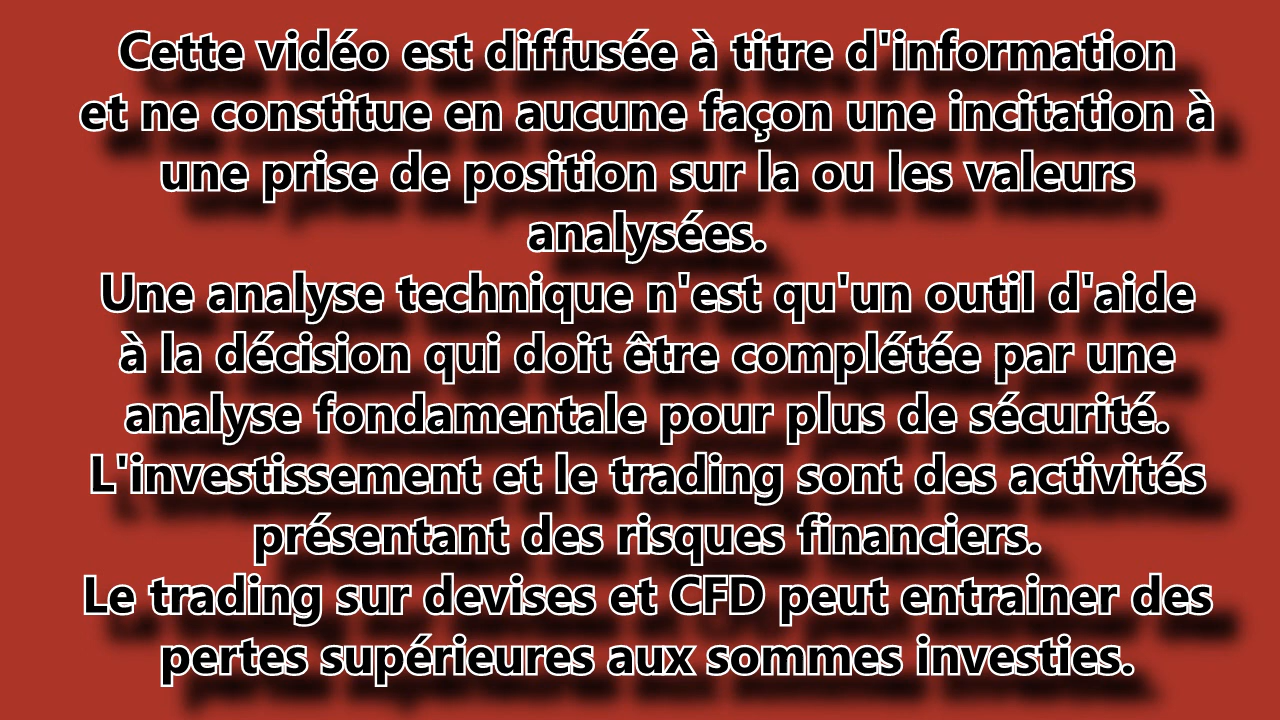 Cette vidéo est diffusée à titre d'information
et ne constitue en aucune façon une incitation à
une prise de position sur la ou les valeurs
analysées.
Une analyse technique n'est qu'un outil d'aide
à la décision qui doit être complétée par une
analyse fondamentale pour plus de sécurité.
L'investissement et le trading sont des activités
présentant des risques financiers.
Le trading sur devises et CFD peut entrainer des
pertes supérieures aux sommes investies.